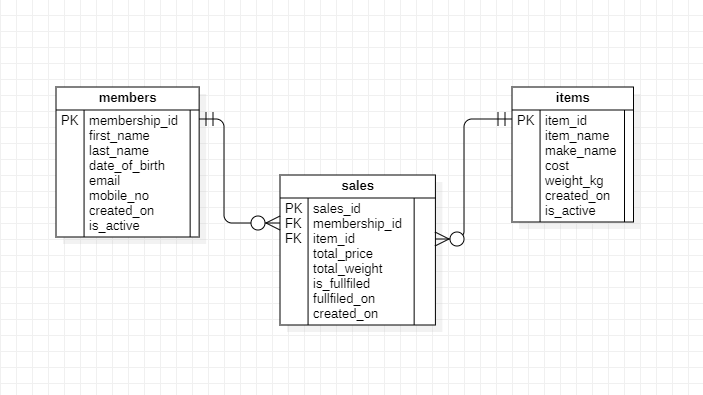 members
PK membership_id
first_name
last_name
date_of_birth
email
mobile_no
created_on
is_active
items
PK item_id
item_name
make_name
cost
weight_kg
created_on
is_active
sales
PK sales_id
FK membership_id
FK item_id
total_price
total_weight
is_fullfiled
fullfiled_on
created_on